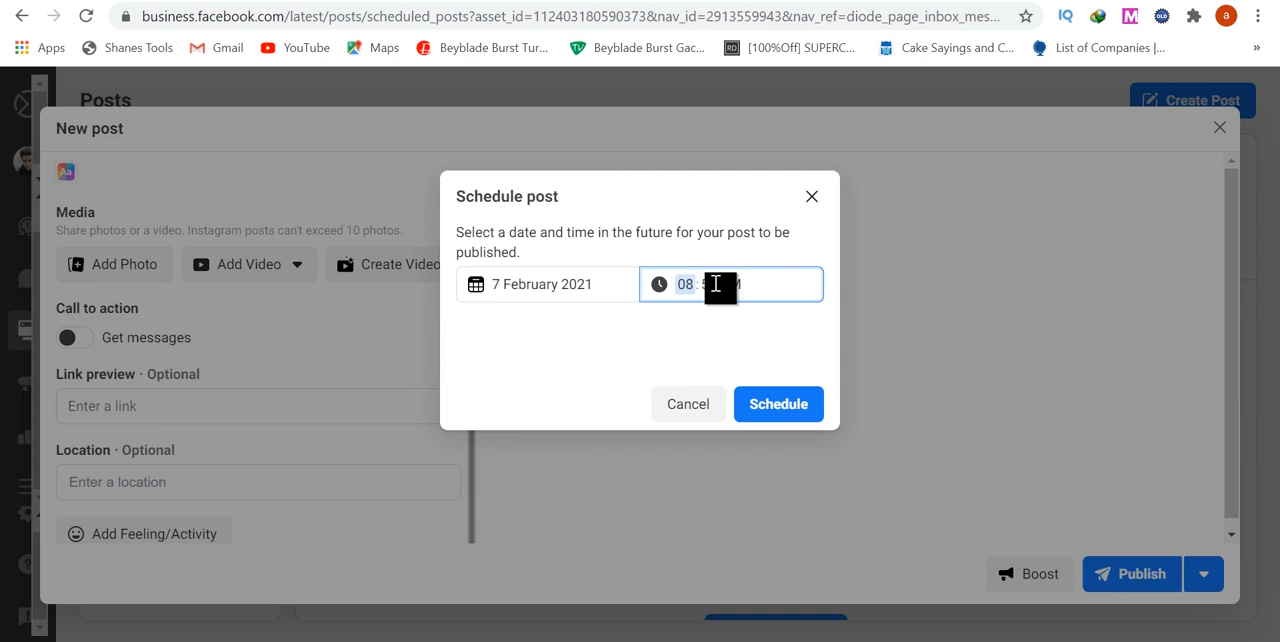 business.facebook.com/latest/posts/scheduled_posts?asset_id=112403180590373&nav_id=2913559943&nav_ref=diode_page_inbox_mes...
IQ
M
OLD
a
Apps
Shanes Tools
Gmail
YouTube
Maps
Beyblade Burst Tur...
Beyblade Burst Gac...
RD [100%Off] SUPERC...
Cake Sayings and C...
List of Companies |...
»
Posts
Create Post
New post
Aa
Schedule post
Select a date and time in the future for your post to be
published.
7 February 2021
08:
Cancel
Schedule
Media
Share photos or a video. Instagram posts can't exceed 10 photos.
Add Photo
Add Video
Create Video
Call to action
Get messages
Link preview · Optional
Enter a link
Location · Optional
Enter a location
Add Feeling/Activity
Boost
Publish